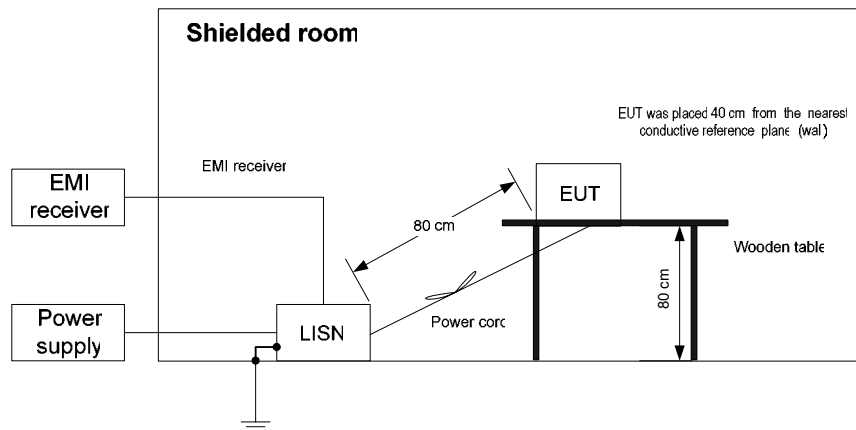 Shielded room
EUT was placed 40 cm from the nearest
conductive reference plane (wal)
EMI receiver
EMI
receiver
EUT
80 cm
Wooden table
80 cm
Power
supply
LISN
Power corc